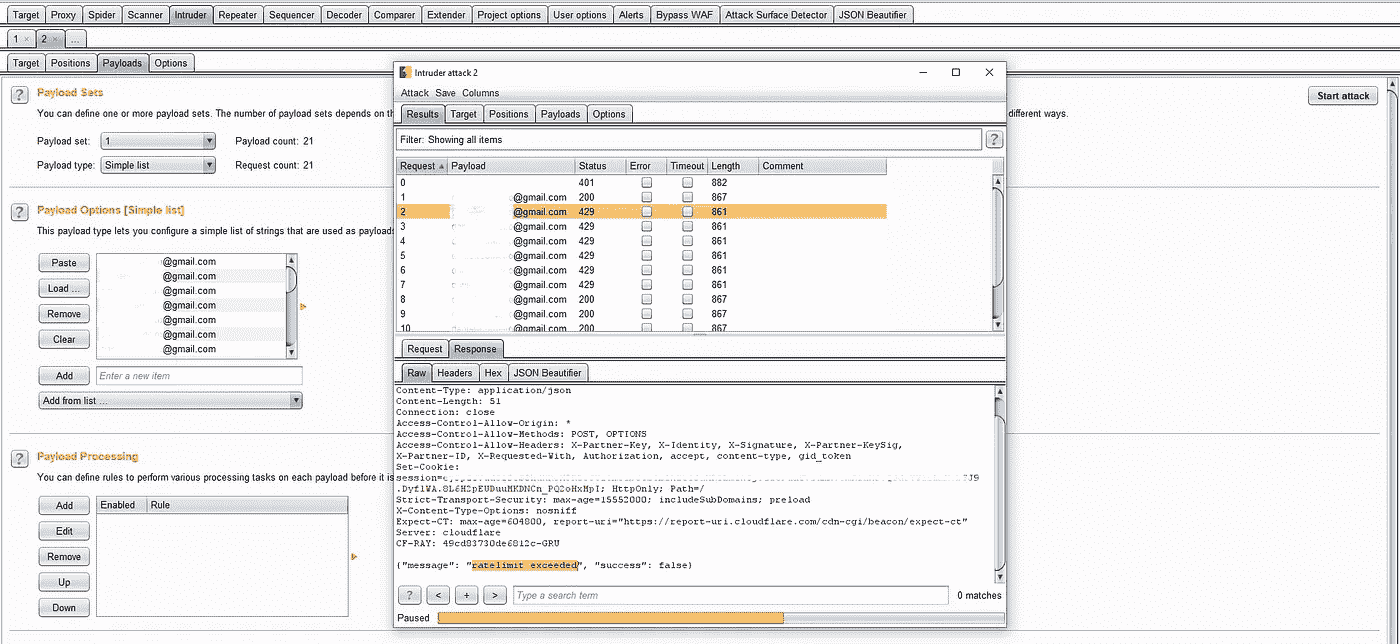 Target Proxy Spider Scanner Intruder Repeater Sequencer Decoder Comparer Extender Project options User options Alerts Bypass WAF Attack Surface Detector JSON Beautifier
1 × 2 × ...
Target Positions Payloads Options
? Payload Sets
Start attack
You can define one or more payload sets. The number of payload sets depends on th
different ways.
Payload set: 1 Payload count: 21
Payload type: Simple list Request count: 21
? Payload Options [Simple list]
This payload type lets you configure a simple list of strings that are used as payloads
Paste
Load ...
Remove
Clear
@gmail.com
@gmail.com
@gmail.com
@gmail.com
@gmail.com
@gmail.com
@gmail.com
Add Enter a new item
Add from list ...
? Payload Processing
You can define rules to perform various processing tasks on each payload before it is
Add
Edit
Remove
Up
Down
Enabled Rule
Intruder attack 2
Attack Save Columns
Results Target Positions Payloads Options
Filter: Showing all items ?
Request Payload Status Error Timeout Length Comment
0 401 882
1 @gmail.com 200 867
2 @gmail.com 429 861
3 @gmail.com 429 861
4 @gmail.com 429 861
5 @gmail.com 429 861
6 @gmail.com 429 861
7 @gmail.com 429 861
8 @gmail.com 200 867
9 @gmail.com 200 867
10 @gmail.com 200 867
Request Response
Raw Headers Hex JSON Beautifier
Content-Type: application/json
Content-Length: 51
Connection: close
Access-Control-Allow-Origin: *
Access-Control-Allow-Methods: POST, OPTIONS
Access-Control-Allow-Headers: X-Partner-Key, X-Identity, X-Signature, X-Partner-KeySig,
X-Partner-ID, X-Requested-With, Authorization, accept, content-type, gid_token
Set-Cookie:
HttpOnly; Path=/
Strict-Transport-Security: max-age=15552000; includeSubDomains; preload
X-Content-Type-Options: nosniff
Expect-CT: max-age=604800, report-uri="https://report-uri.cloudflare.com/cdn-cgi/beacon/expect-ct"
Server: cloudflare
CF-RAY: 49cd83730de6812c-GRU
{"message": "ratelimit exceeded", "success": false}
? < + > Type a search term 0 matches
Paused